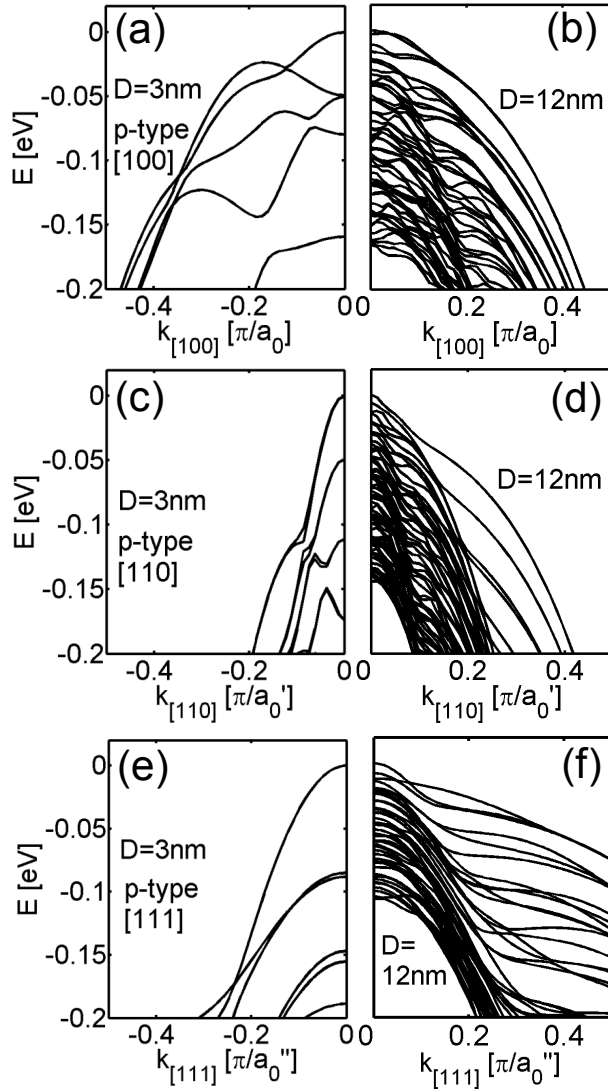 (a)
(b)
0
-0.05
-0.1
-0.15
-0.2
E [eV]
D=3nm
p-type
[100]
D=12nm
-0.4
-0.2
0
0
0.2
0.4
k[100] [π/a0]
k[100] [π/a0]
(c)
(d)
0
-0.05
-0.1
-0.15
-0.2
E [eV]
D=3nm
p-type
[110]
D=12nm
-0.4
-0.2
0
0
0.2
0.4
k[110] [π/a0']
k[110] [π/a0']
(e)
(f)
0
-0.05
-0.1
-0.15
-0.2
E [eV]
D=3nm
p-type
[111]
D=
12nm
-0.4
-0.2
0
0
0.2
0.4
k[111] [π/a0'']
k[111] [π/a0'']